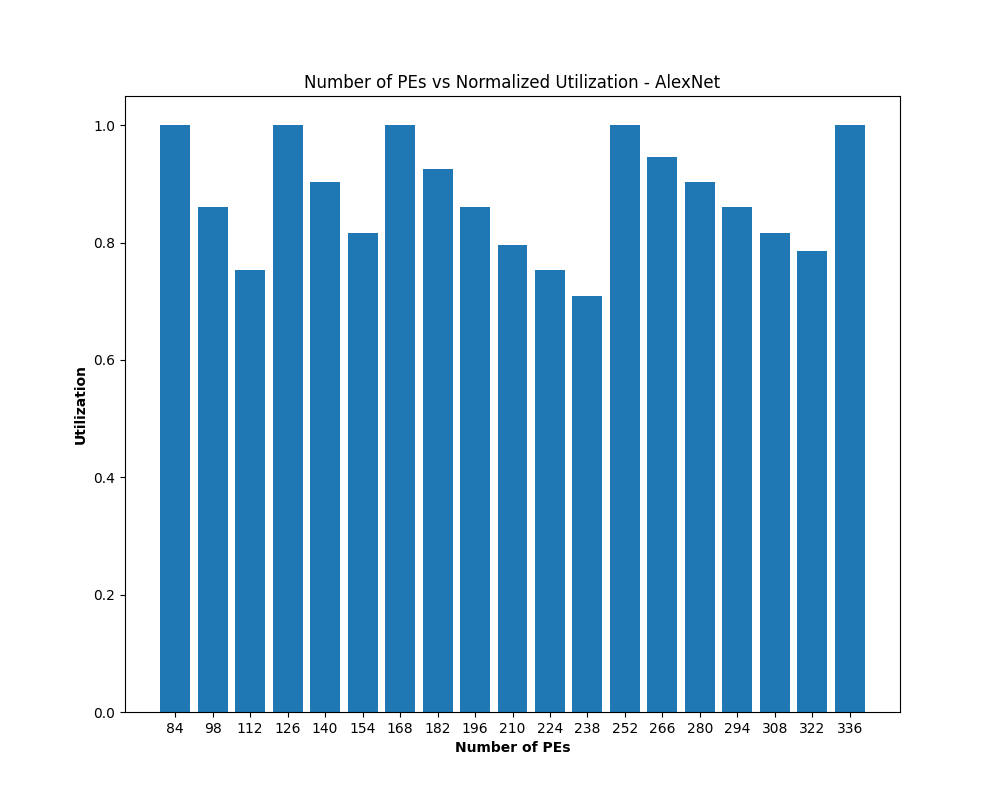 Number of PEs vs Normalized Utilization - AlexNet
1.0
0.8
0.6
0.4
0.2
0.0
Utilization
84 98 112 126 140 154 168 182 196 210 224 238 252 266 280 294 308 322 336
Number of PEs